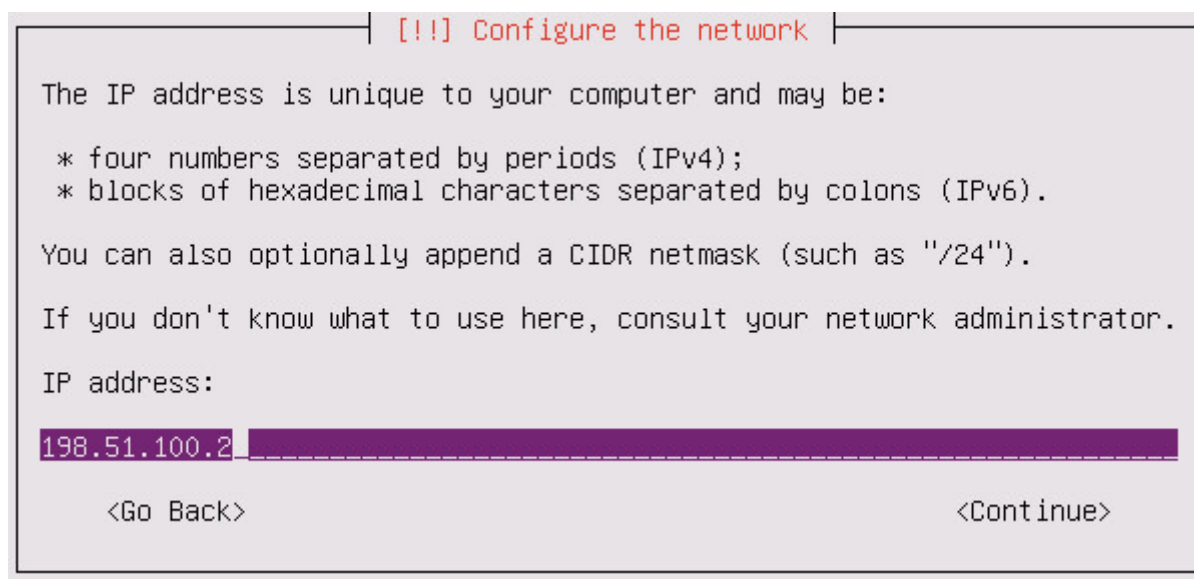 [!!] Configure the network
The IP address is unique to your computer and may be:
* four numbers separated by periods (IPv4);
* blocks of hexadecimal characters separated by colons (IPv6).
You can also optionally append a CIDR netmask (such as "/24").
If you don't know what to use here, consult your network administrator.
IP address:
198.51.100.2
<Go Back> <Continue>